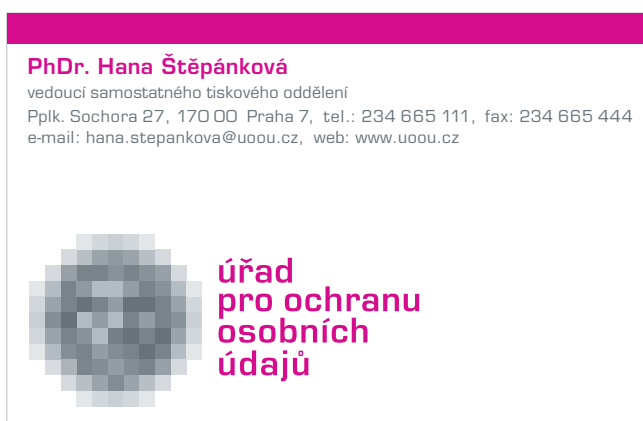 PhDr. Hana Štěpánková
vedoucí samostatného tiskového oddělení
Pplk. Sochora 27, 170 00 Praha 7, tel.: 234 665 111, fax: 234 665 444
e-mail: hana.stepankova@uoou.cz, web: www.uoou.cz
úřad
pro ochranu
osobních
údajů